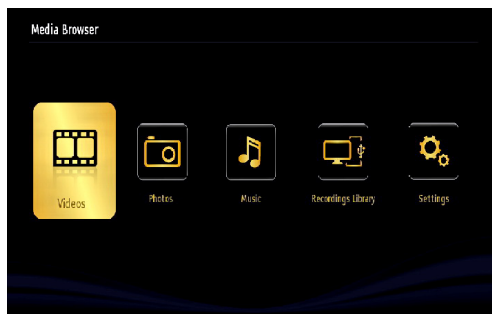 Media Browser
Videos
Photos
Music
Recordings Library
Settings